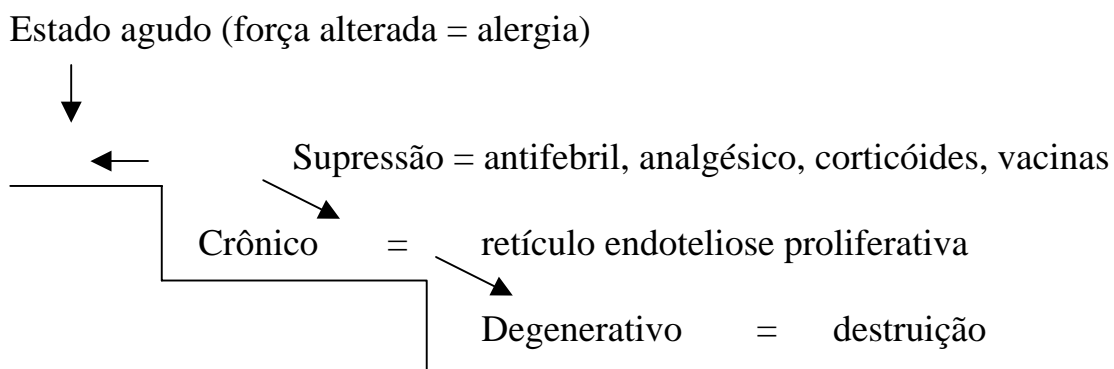 Estado agudo (força alterada = alergia)
Supressão = antifebril, analgésico, corticóides, vacinas
Crônico = retículo endoteliose proliferativa
Degenerativo = destruição